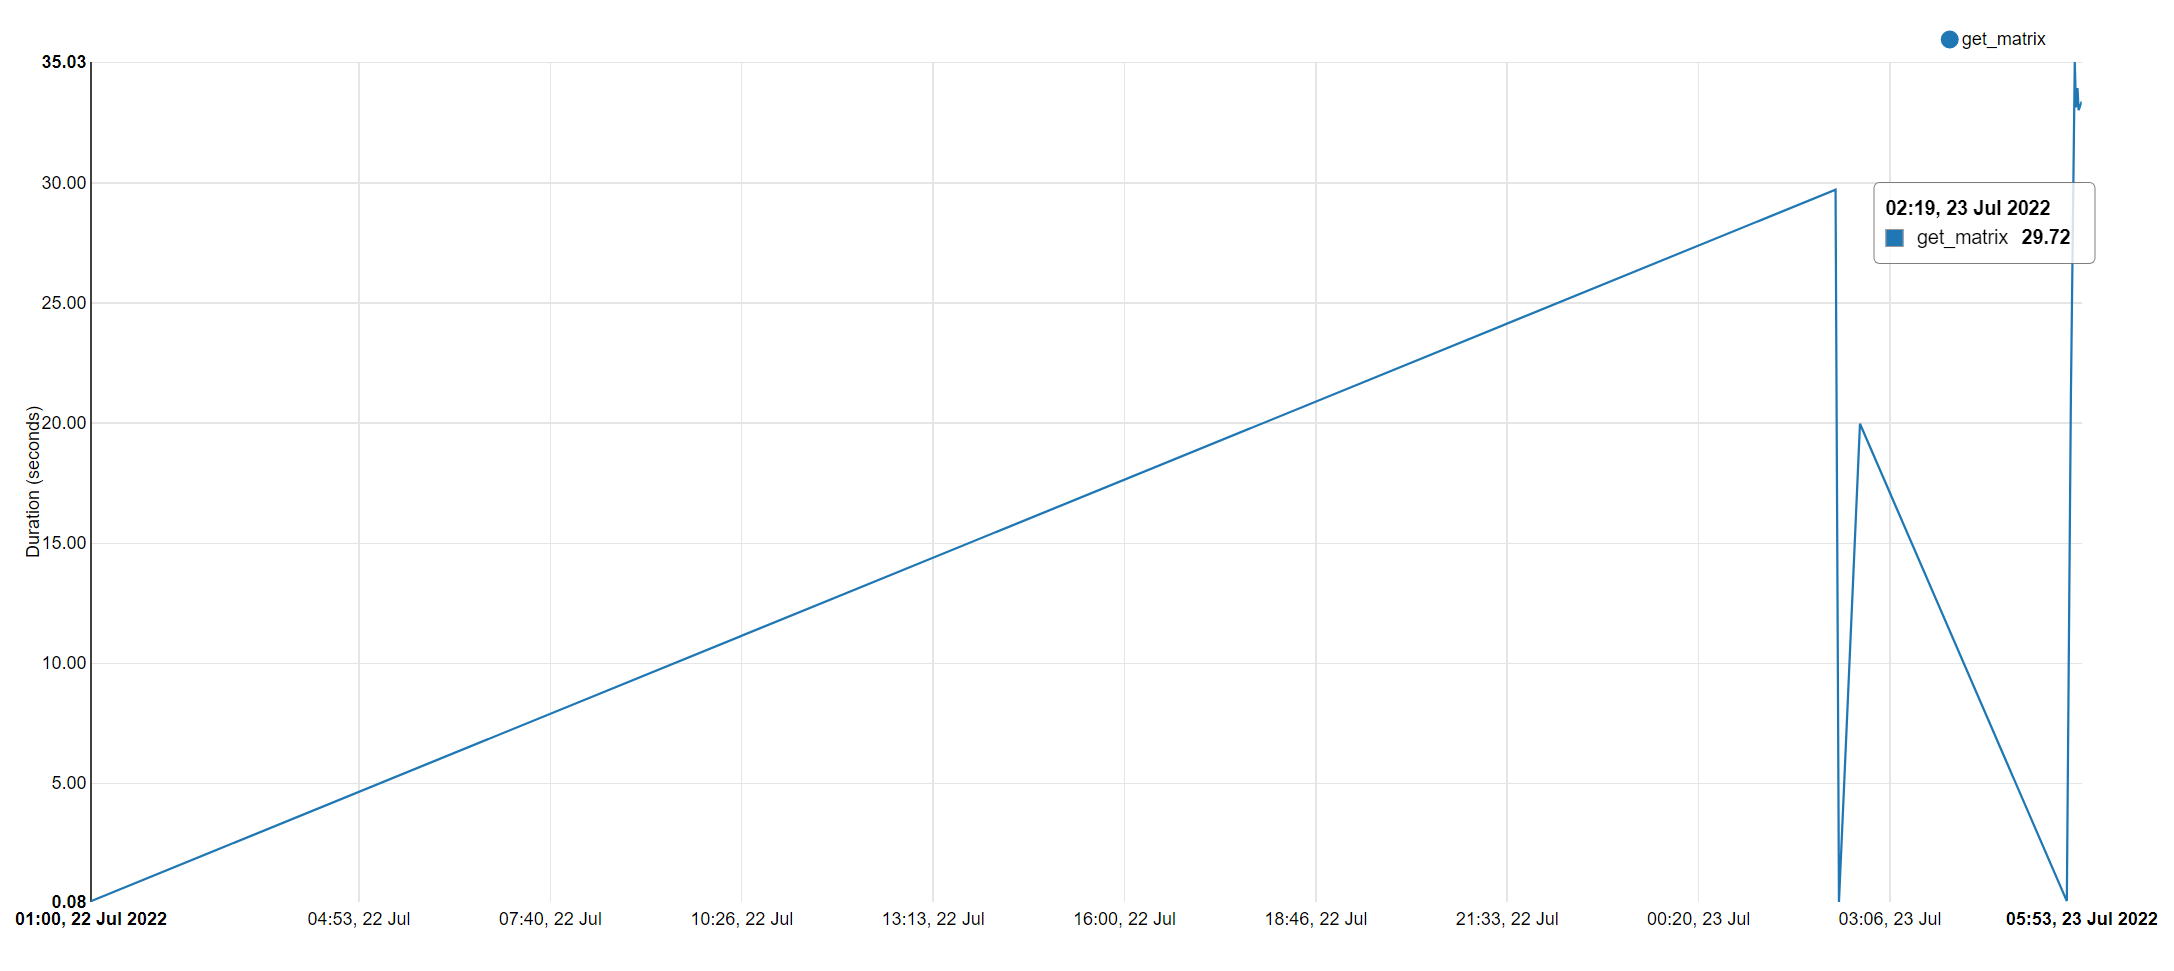 get_matrix
35.03
30.00
25.00
20.00
15.00
10.00
5.00
0.08
Duration (seconds)
02:19, 23 Jul 2022
get_matrix 29.72
01:00, 22 Jul 2022
04:53, 22 Jul
07:40, 22 Jul
10:26, 22 Jul
13:13, 22 Jul
16:00, 22 Jul
18:46, 22 Jul
21:33, 22 Jul
00:20, 23 Jul
03:06, 23 Jul
05:53, 23 Jul 2022